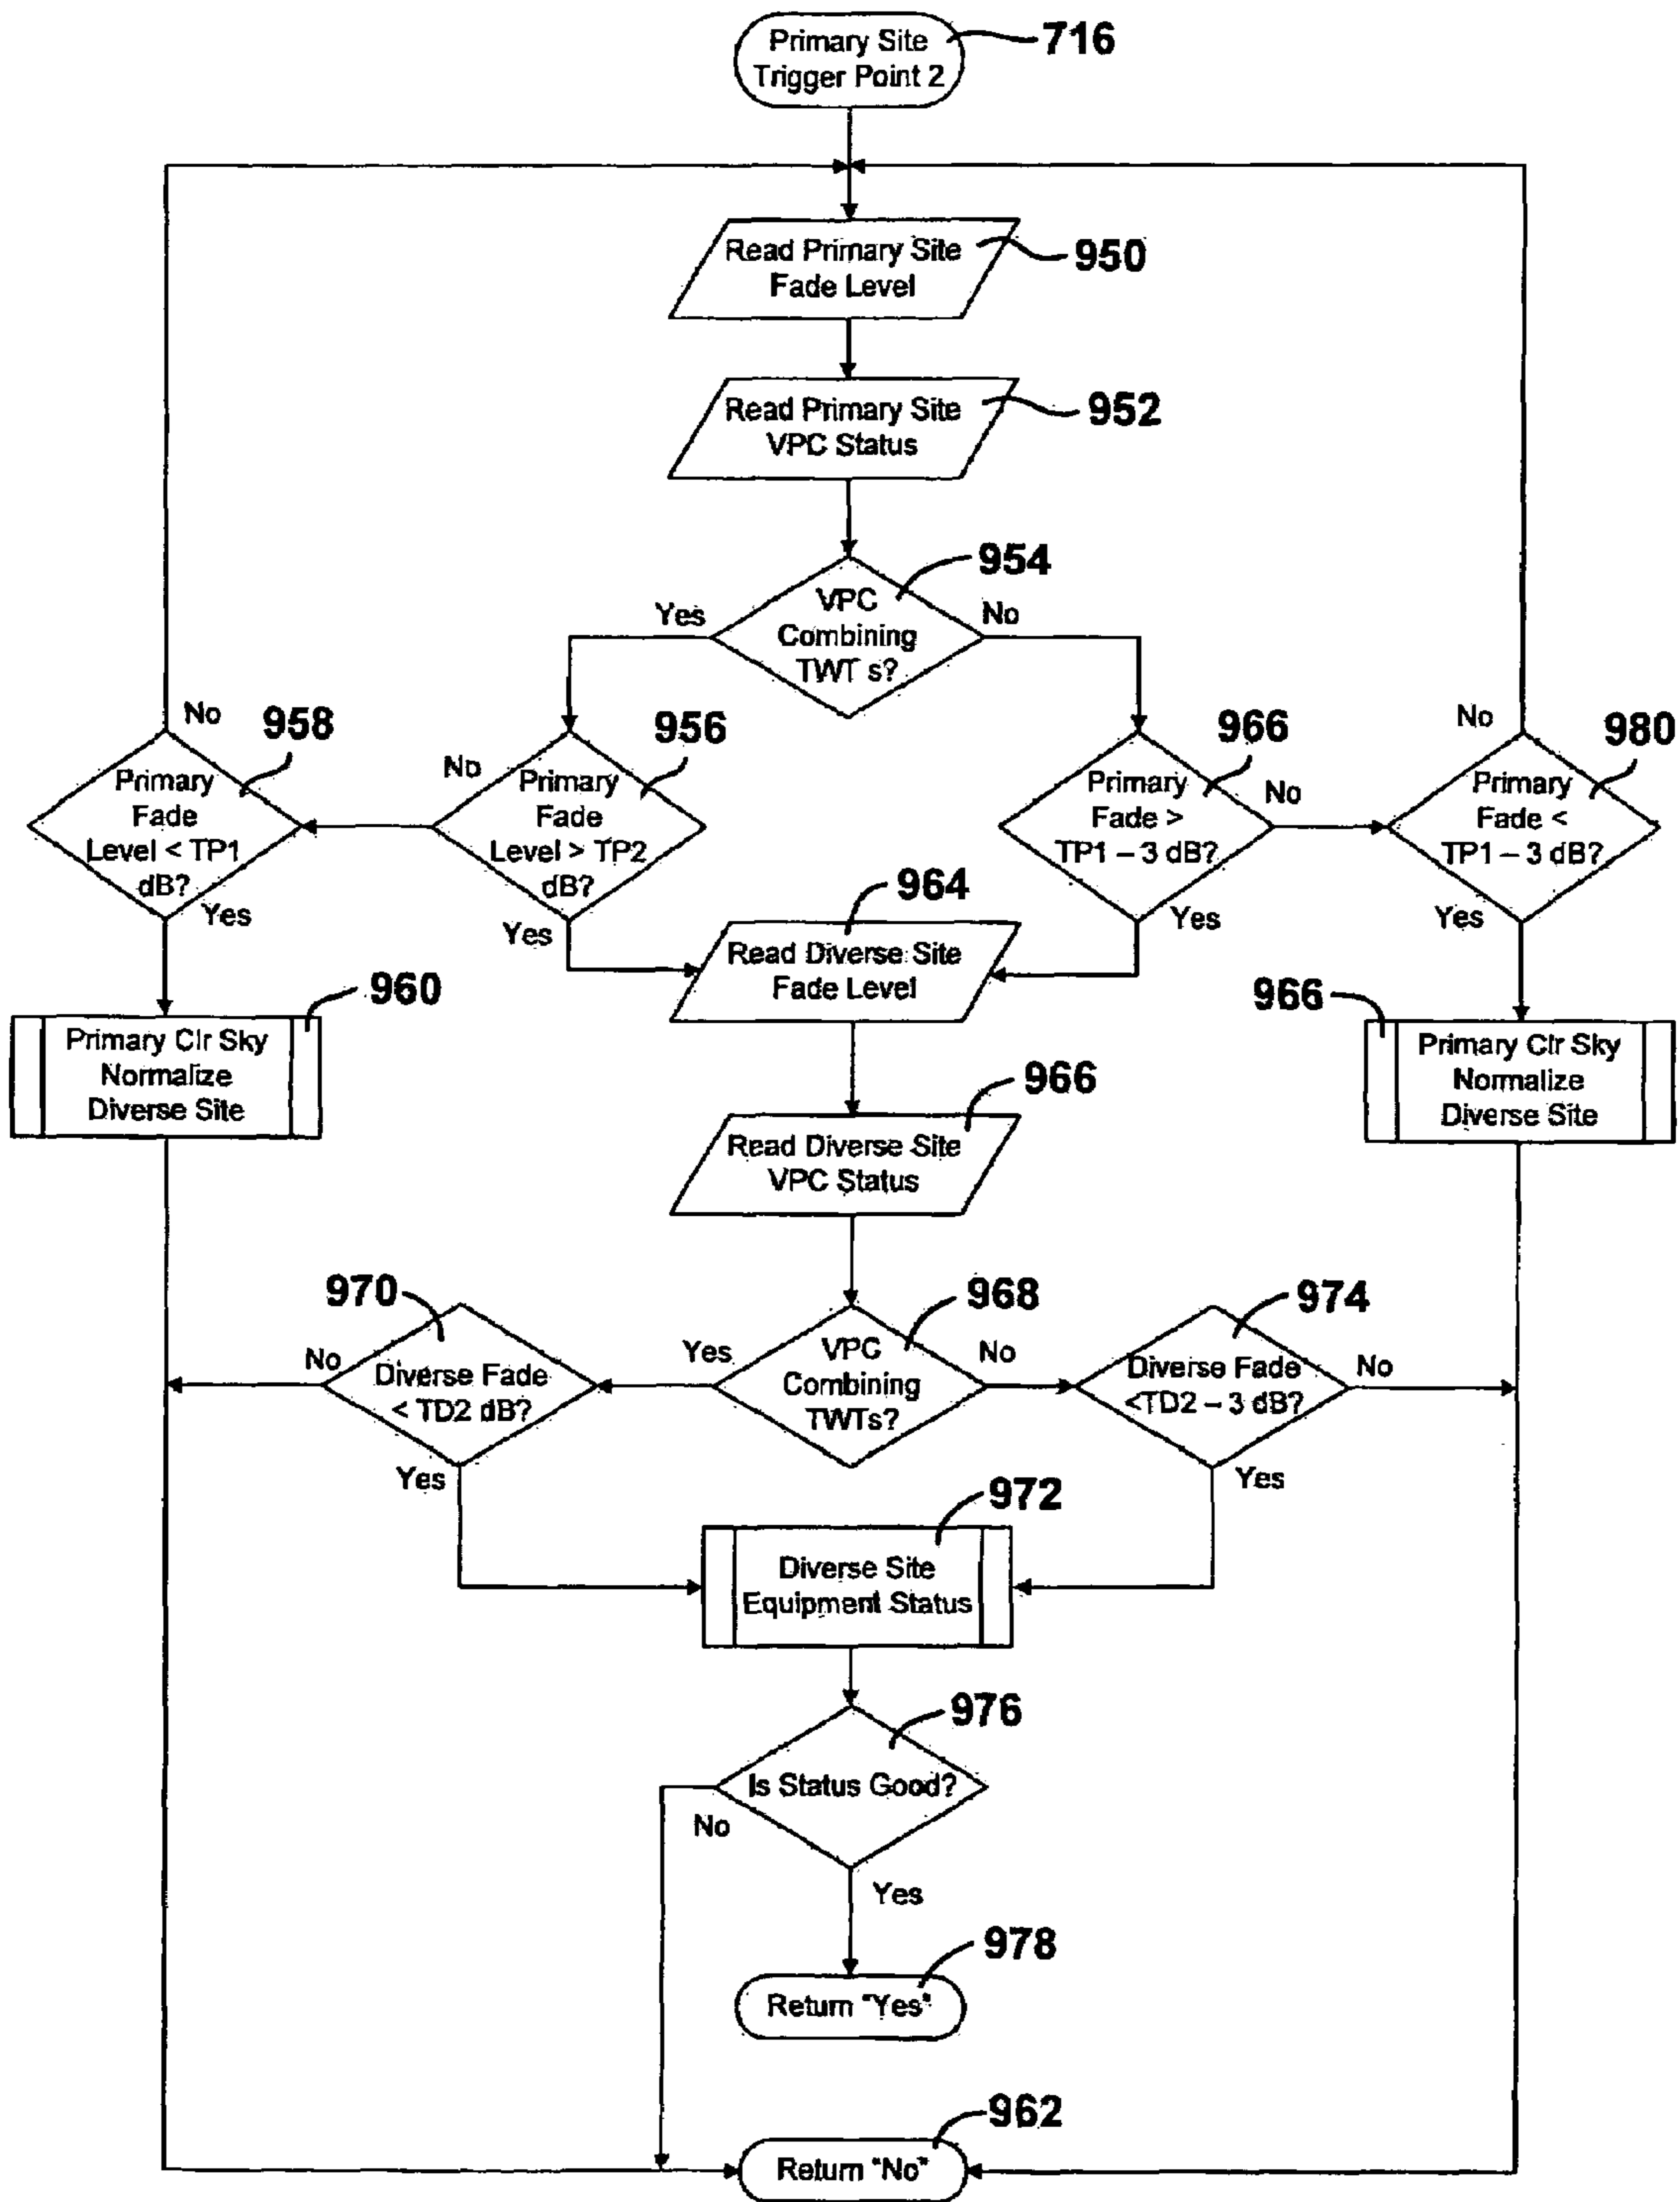 Primary Site
Trigger Point 2
716
Read Primary Site
Fade Level
950
Read Primary Site
VPC Status
952
954
VPC
Combining
TWT s?
Yes
No
No
958
Primary
Fade
Level < TP1
dB?
Yes
No
956
Primary
Fade
Level > TP2
dB?
Yes
966
Primary
Fade >
TP1 – 3 dB?
No
Yes
No
980
Primary
Fade <
TP1 – 3 dB?
Yes
964
Read Diverse Site
Fade Level
960
Primary Clr Sky
Normalize
Diverse Site
966
Primary Clr Sky
Normalize
Diverse Site
966
Read Diverse Site
VPC Status
970
No
Diverse Fade
< TD2 dB?
Yes
968
Yes
VPC
Combining
TWTs?
No
974
Diverse Fade
<TD2 – 3 dB?
No
Yes
972
Diverse Site
Equipment Status
976
Is Status Good?
No
Yes
978
Return "Yes"
962
Return "No"